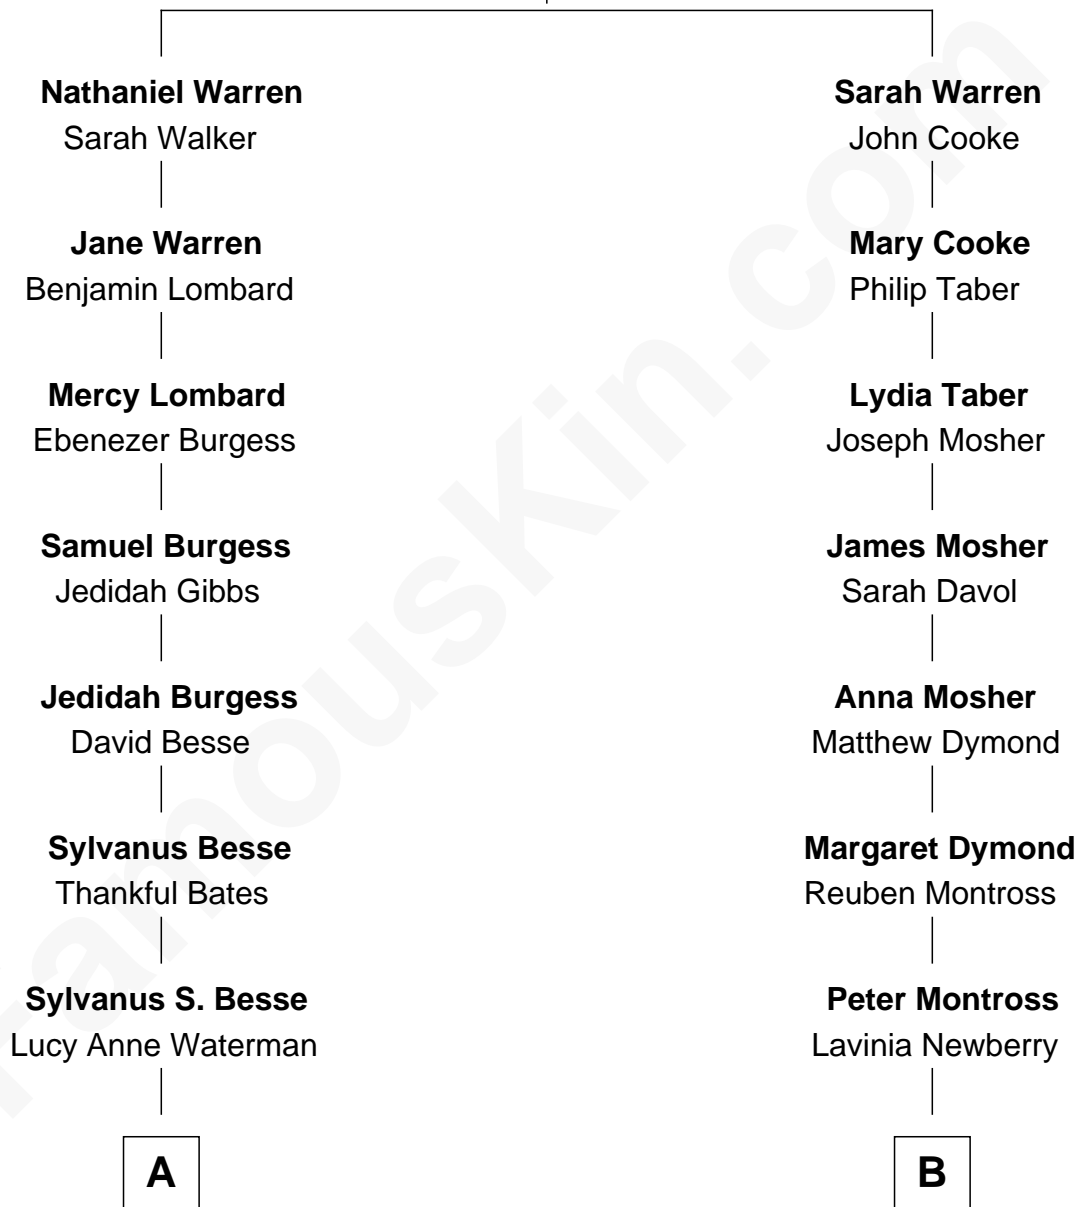 Nathaniel Warren
Sarah Walker
Jane Warren
Benjamin Lombard
Mercy Lombard
Ebenezer Burgess
Samuel Burgess
Jedidah Gibbs
Jedidah Burgess
David Besse
Sylvanus Besse
Thankful Bates
Sylvanus S. Besse
Lucy Anne Waterman
A
Sarah Warren
John Cooke
Mary Cooke
Philip Taber
Lydia Taber
Joseph Mosher
James Mosher
Sarah Davol
Anna Mosher
Matthew Dymond
Margaret Dymond
Reuben Montross
Peter Montross
Lavinia Newberry
B
FamousKin.com